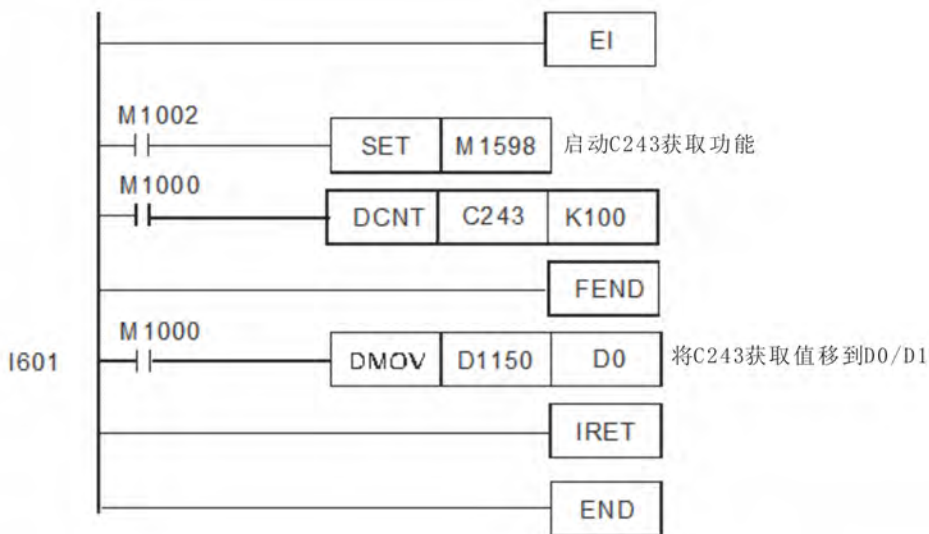 EI
M1002
SET M1598 启动C243获取功能
M1000
DCNT C243 K100
FEND
M1000
I601 DMOV D1150 D0 将C243获取值移到D0/D1
IRET
END